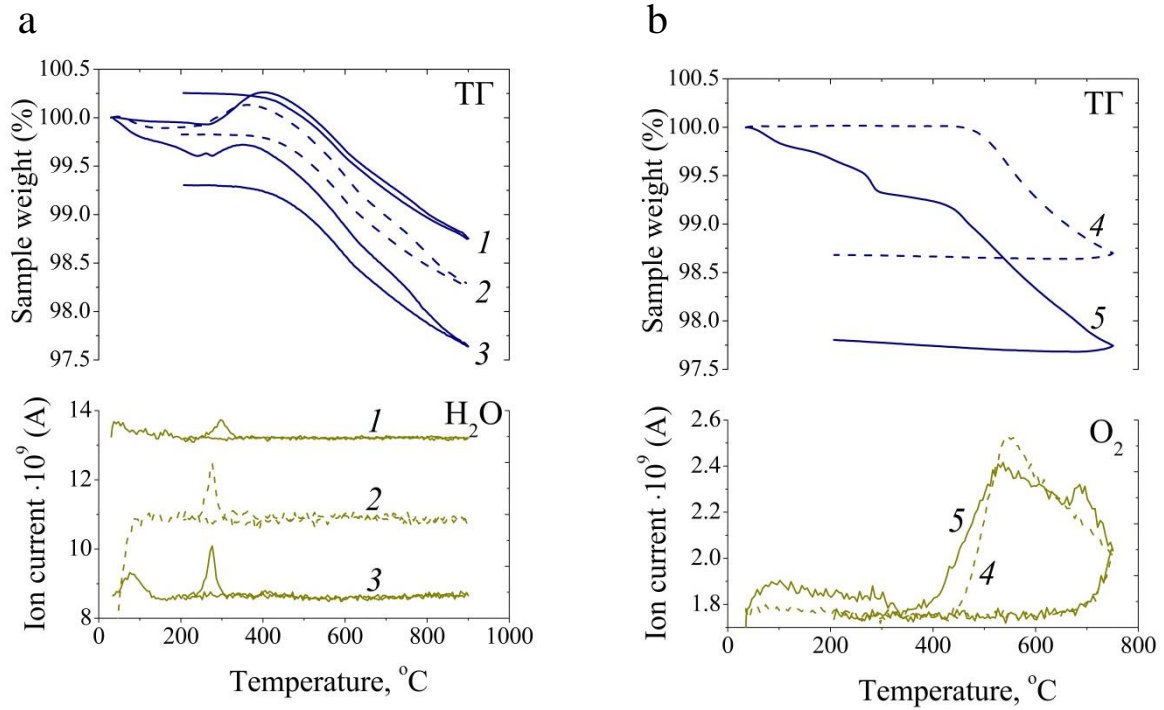 a
100.5
100.0
99.5
99.0
98.5
98.0
97.5
Sample weight (%)
ТГ
1
2
3
14
12
10
8
Ion current ·10⁹ (A)
H₂O
1
2
3
0 200 400 600 800 1000
Temperature, °C
b
100.5
100.0
99.5
99.0
98.5
98.0
97.5
Sample weight (%)
ТГ
4
5
2.6
2.4
2.2
2.0
1.8
Ion current ·10⁹ (A)
O₂
5
4
0 200 400 600 800
Temperature, °C